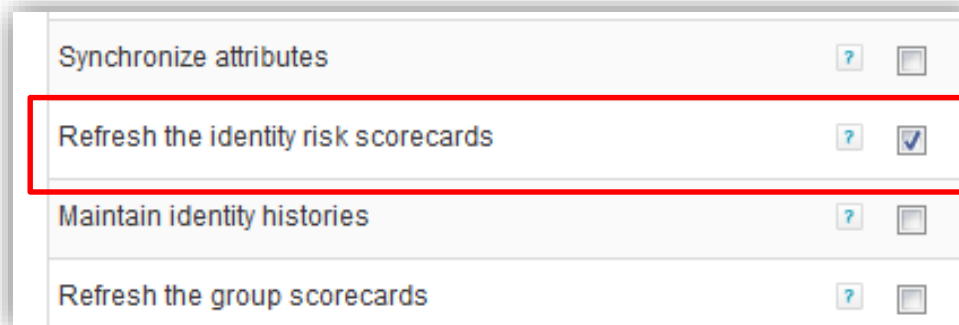 Synchronize attributes ?
Refresh the identity risk scorecards ?
Maintain identity histories ?
Refresh the group scorecards ?